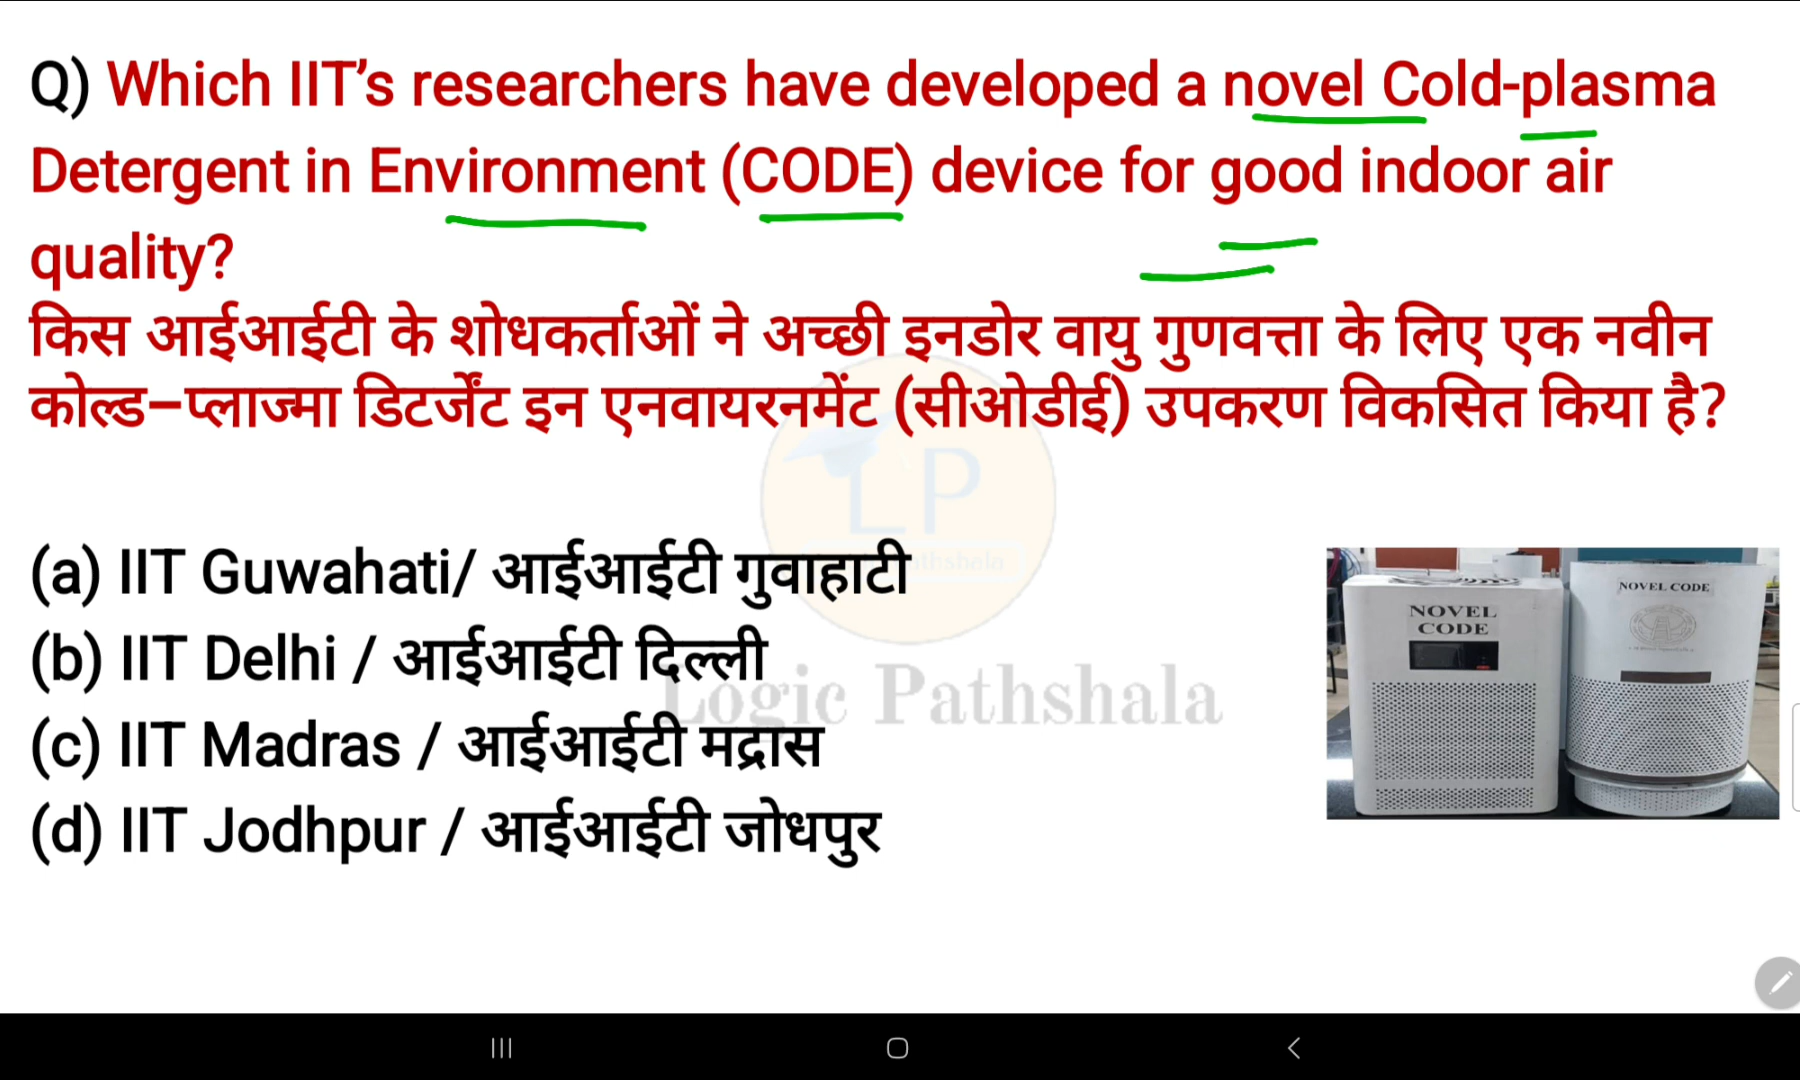 Q) Which IIT’s researchers have developed a novel Cold-plasma
Detergent in Environment (CODE) device for good indoor air
quality?
किस आईआईटी के शोधकर्ताओं ने अच्छी इनडोर वायु गुणवत्ता के लिए एक नवीन
कोल्ड–प्लाज्मा डिटर्जेंट इन एनवायरनमेंट (सीओडीई) उपकरण विकसित किया है?
LP
(a) IIT Guwahati/ आईआईटी गुवाहाटी
(b) IIT Delhi / आईआईटी दिल्ली
(c) IIT Madras / आईआईटी मद्रास
(d) IIT Jodhpur / आईआईटी जोधपुर
Logic Pathshala
NOVEL
CODE
NOVEL CODE